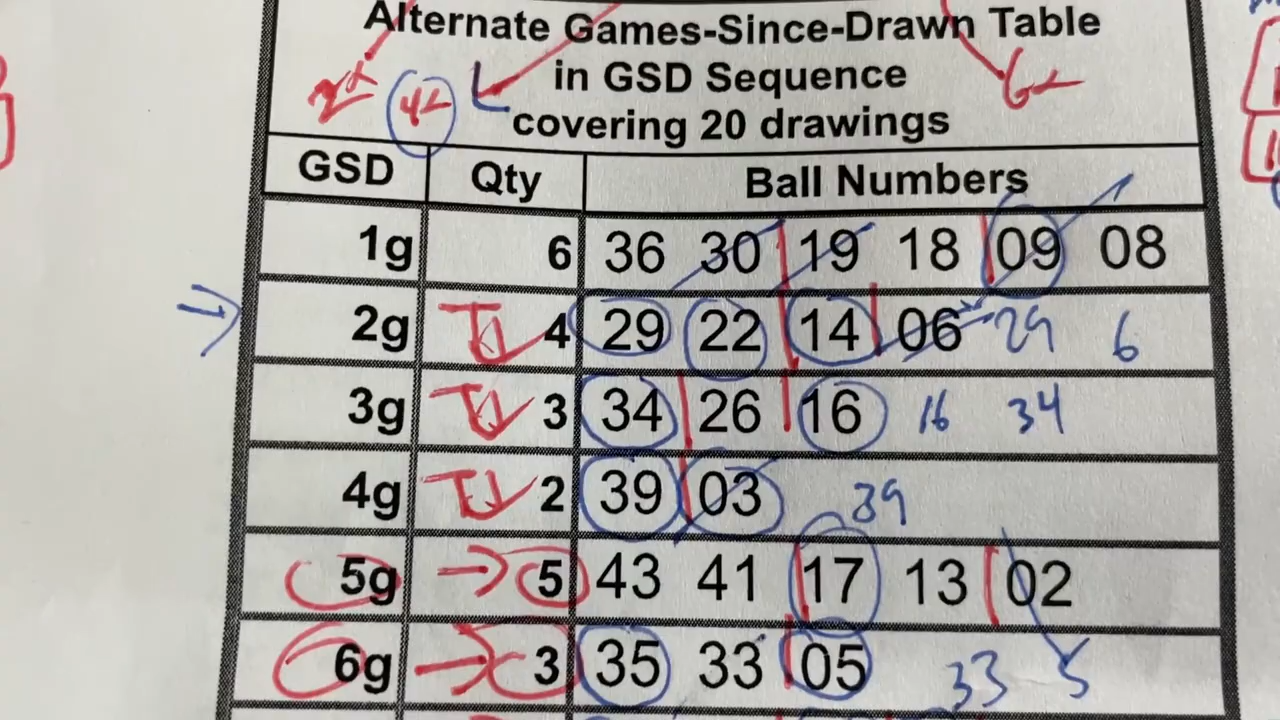 Alternate Games-Since-Drawn Table
in GSD Sequence
covering 20 drawings
GSD Qty Ball Numbers
1g 6 36 30 19 18 09 08
2g 4 29 22 14 06 29 6
3g 3 34 26 16 16 34
4g 2 39 03 39
5g 5 43 41 17 13 02
6g 3 35 33 05 33 5